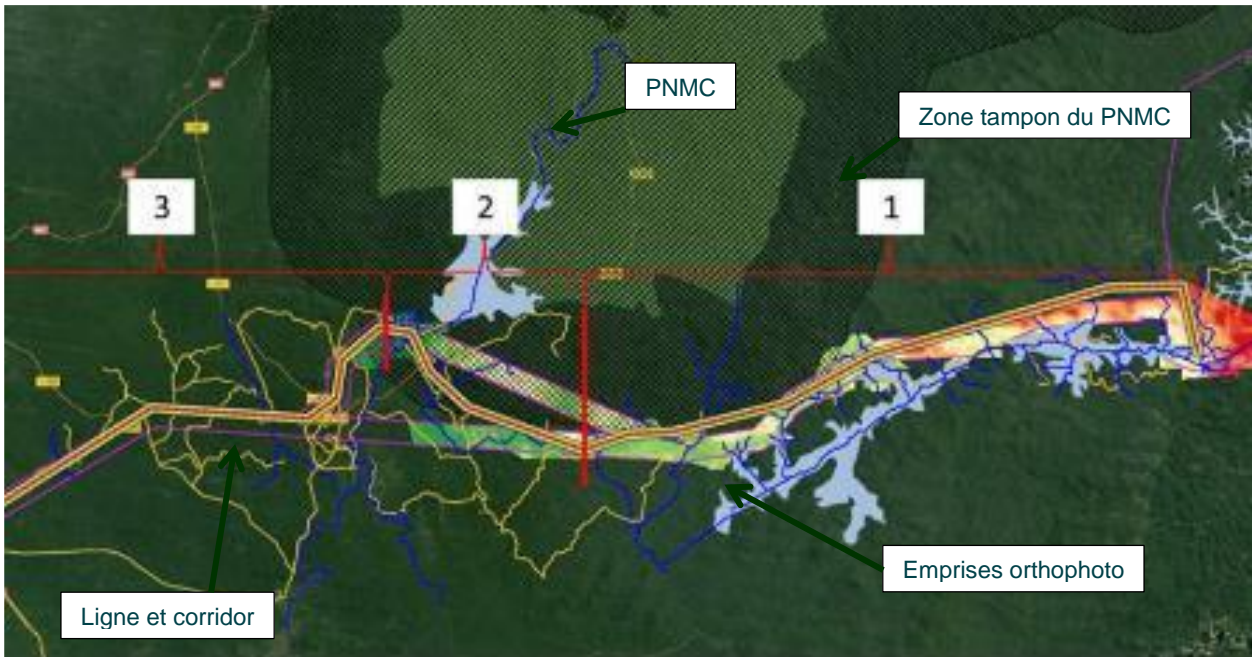 PNMC
Zone tampon du PNMC
3
2
1
Emprises orthophoto
Ligne et corridor